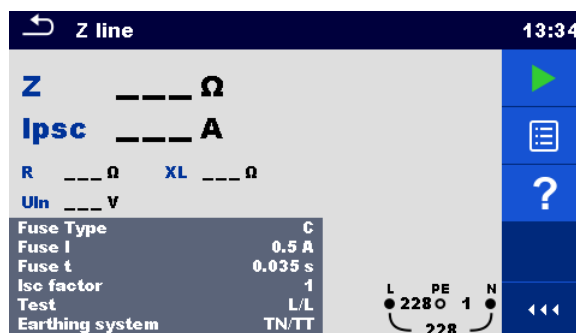 Z line 13:34
Z ___ Ω
Ipsc ___ A
R ___ Ω XL ___ Ω
Uln ___ V
Fuse Type C
Fuse I 0.5 A
Fuse t 0.035 s
Isc factor 1
Test L/L
Earthing system TN/TT
L PE N
228 1
228
?